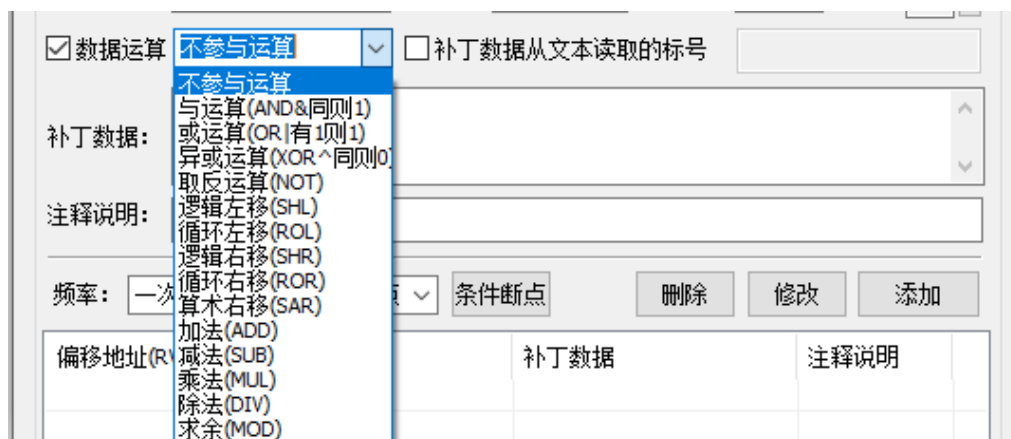 数据运算 不参与运算 补丁数据从文本读取的标号
不参与运算
与运算(AND&同则1)
补丁数据：
或运算(OR|有1则1)
异或运算(XOR^同则0)
取反运算(NOT)
注释说明：
逻辑左移(SHL)
循环左移(ROL)
逻辑右移(SHR)
频率： 一次 循环右移(ROR) 条件断点 删除 修改 添加
算术右移(SAR)
加法(ADD)
偏移地址(RV 减法(SUB) 补丁数据 注释说明
乘法(MUL)
除法(DIV)
求余(MOD)